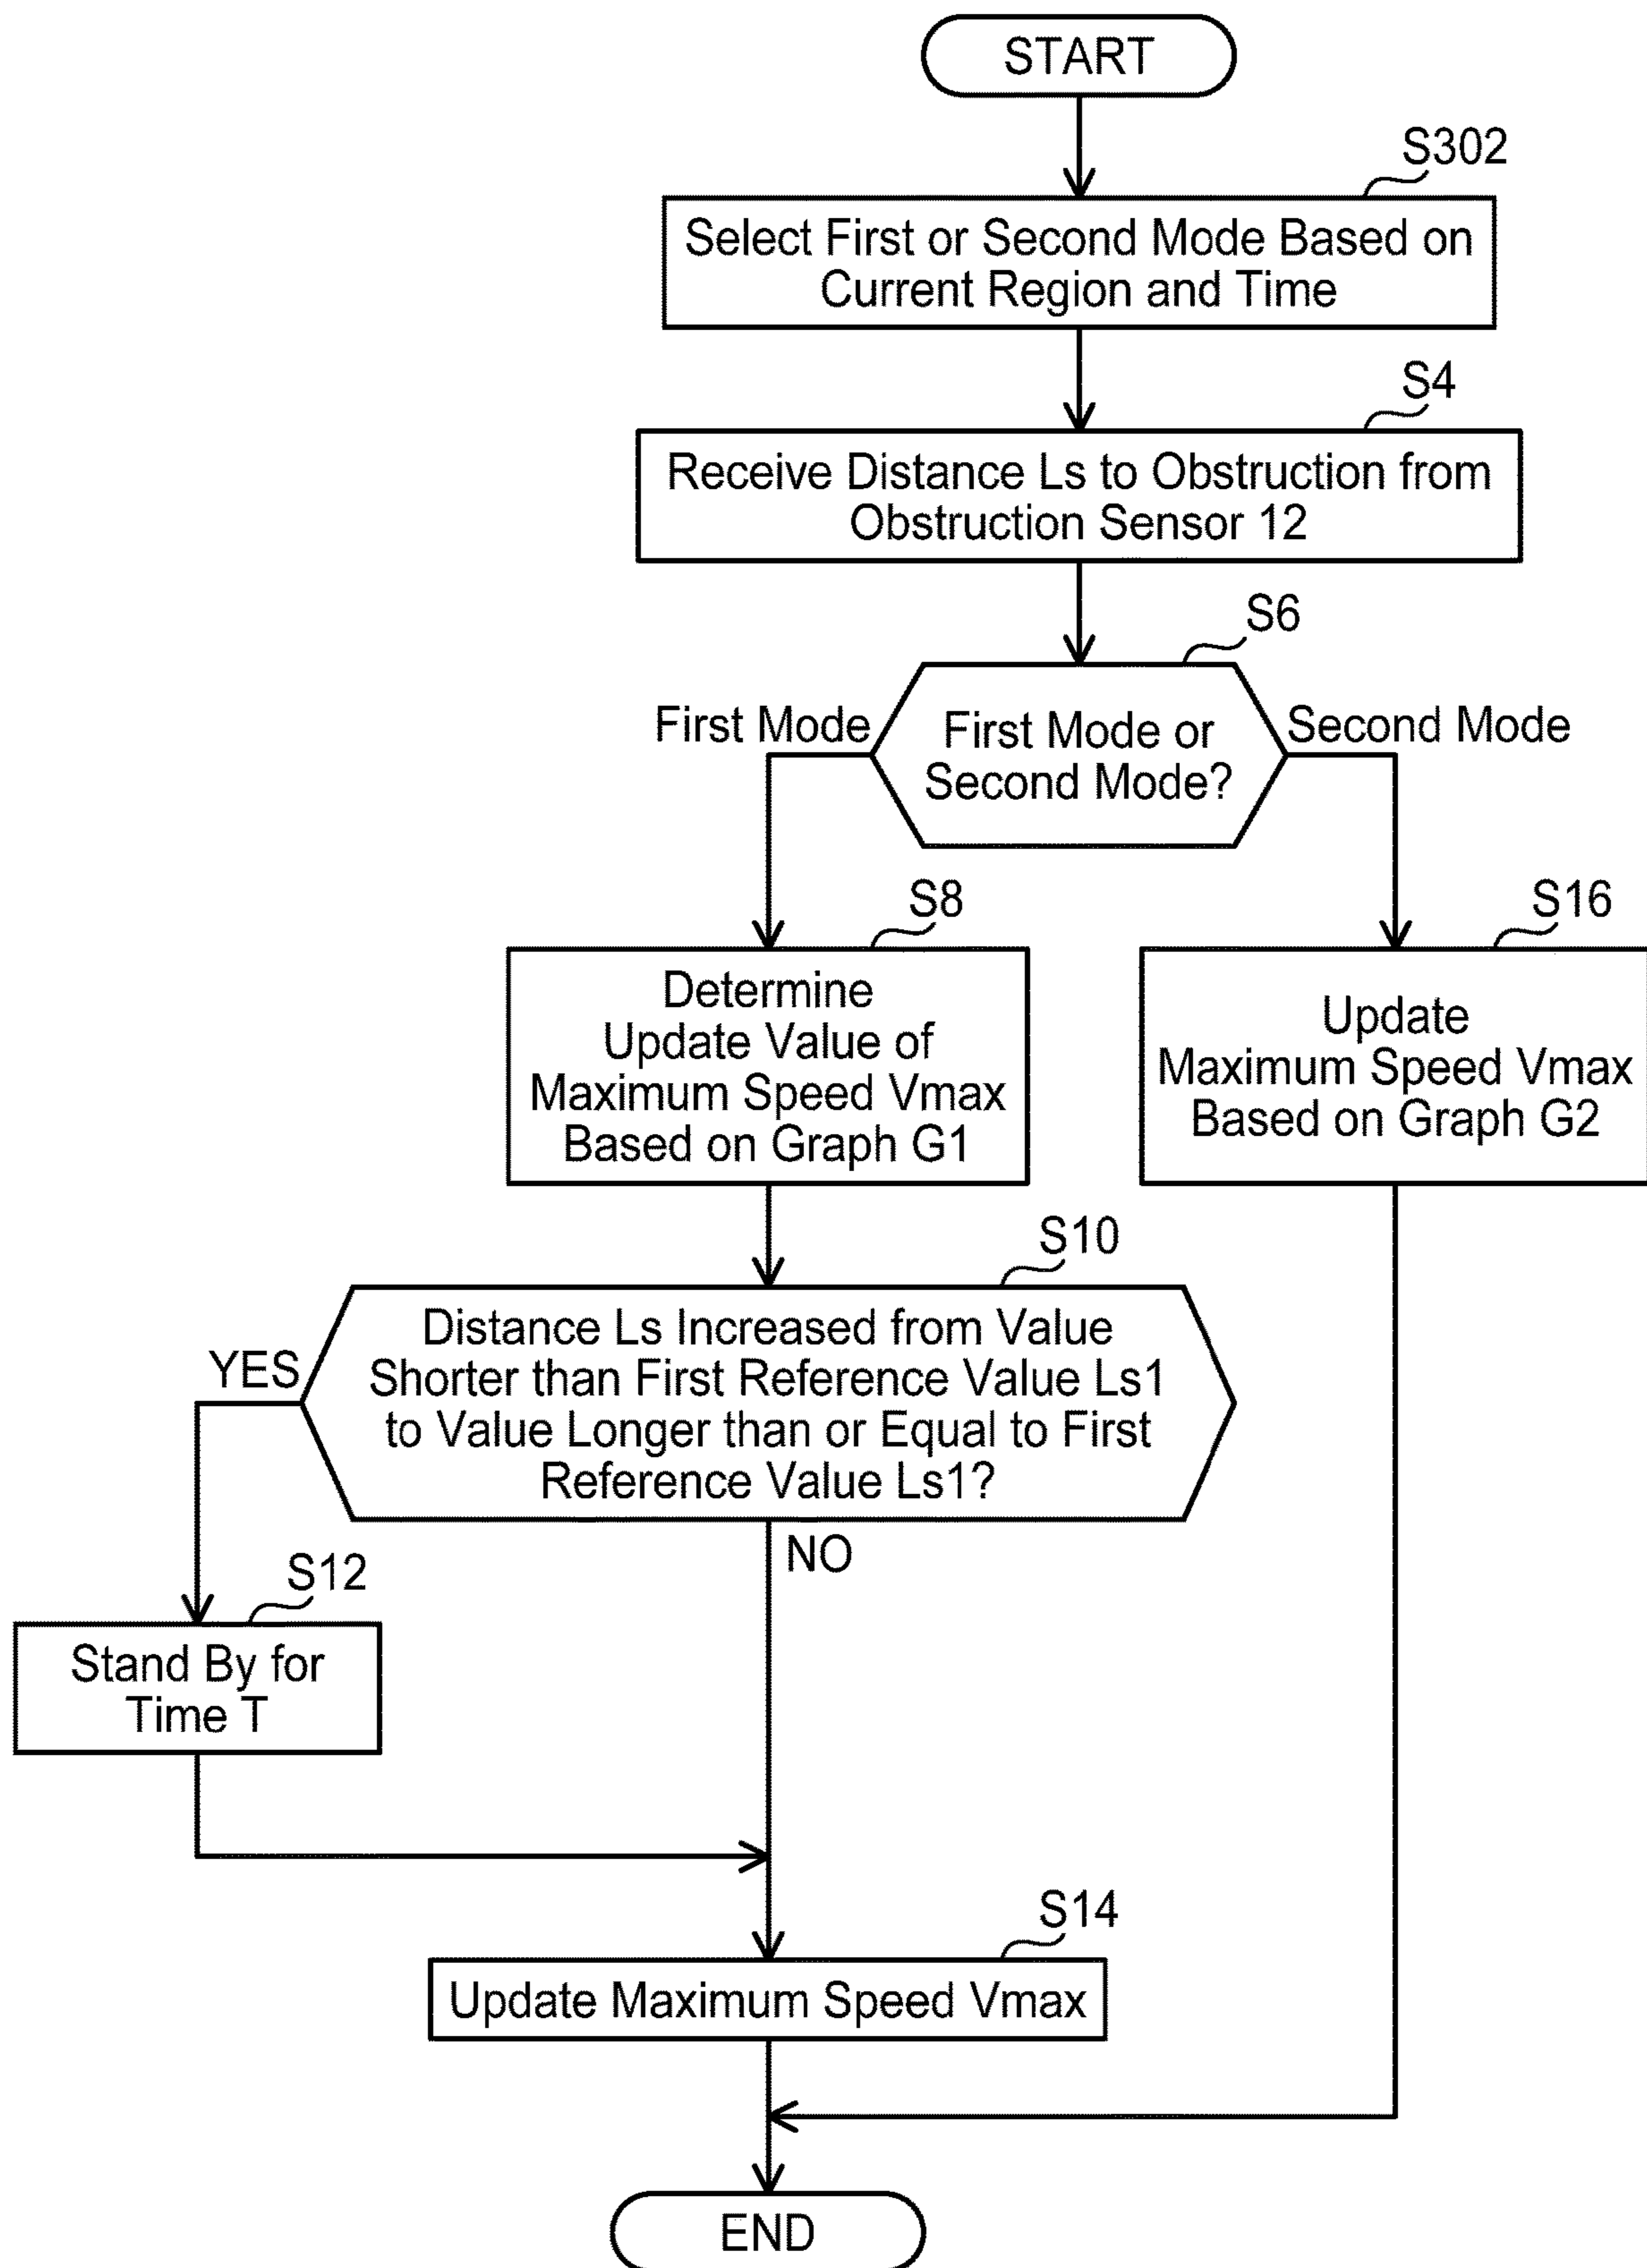 START
S302
Select First or Second Mode Based on
Current Region and Time
S4
Receive Distance Ls to Obstruction from
Obstruction Sensor 12
S6
First Mode
First Mode or
Second Mode?
Second Mode
S8
Determine
Update Value of
Maximum Speed Vmax
Based on Graph G1
S16
Update
Maximum Speed Vmax
Based on Graph G2
S10
Distance Ls Increased from Value
Shorter than First Reference Value Ls1
to Value Longer than or Equal to First
Reference Value Ls1?
YES
NO
S12
Stand By for
Time T
S14
Update Maximum Speed Vmax
END